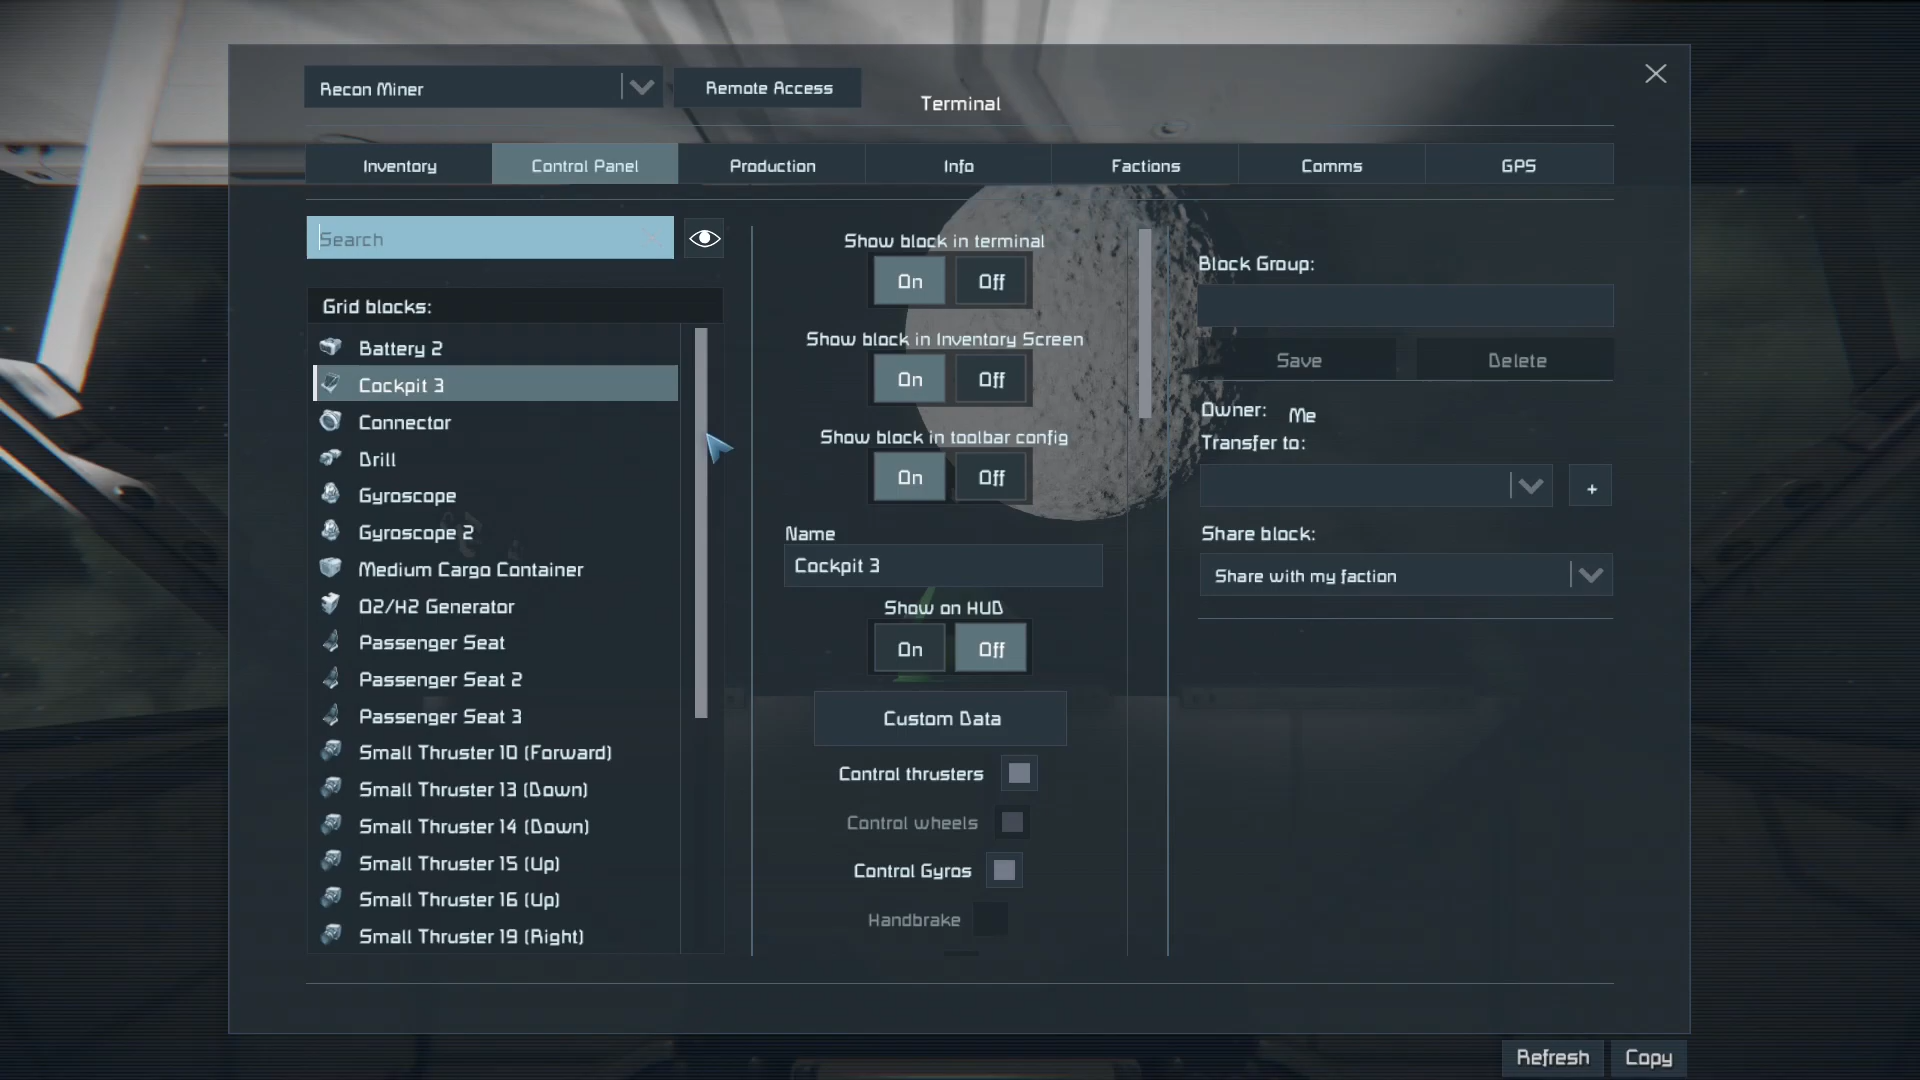 Recon Miner
Remote Access
Terminal
Inventory
Control Panel
Production
Info
Factions
Comms
GPS
Search
Grid blocks:
Battery 2
Cockpit 3
Connector
Drill
Gyroscope
Gyroscope 2
Medium Cargo Container
O2/H2 Generator
Passenger Seat
Passenger Seat 2
Passenger Seat 3
Small Thruster 10 (Forward)
Small Thruster 13 (Down)
Small Thruster 14 (Down)
Small Thruster 15 (Up)
Small Thruster 16 (Up)
Small Thruster 19 (Right)
Show block in terminal
On Off
Show block in Inventory Screen
On Off
Show block in toolbar config
On Off
Name
Cockpit 3
Show on HUD
On Off
Custom Data
Control thrusters
Control wheels
Control Gyros
Handbrake
Block Group:
Save
Delete
Owner: Me
Transfer to:
+
Share block:
Share with my faction
Refresh
Copy